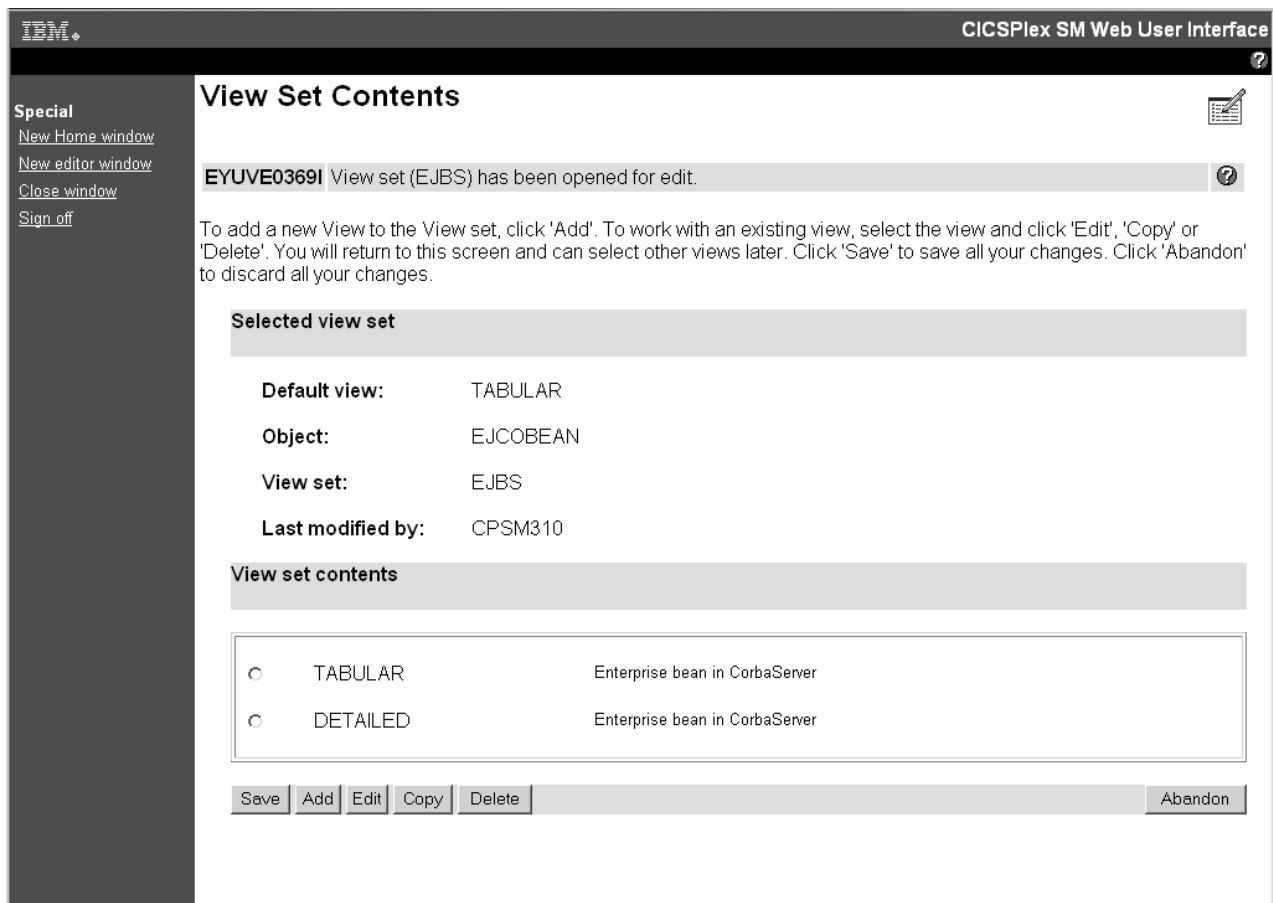 IBM.
CICSPlex SM Web User Interface
?
Special
New Home window
New editor window
Close window
Sign off
View Set Contents
EYUVE0369I View set (EJBS) has been opened for edit. ?
To add a new View to the View set, click 'Add'. To work with an existing view, select the view and click 'Edit', 'Copy' or
'Delete'. You will return to this screen and can select other views later. Click 'Save' to save all your changes. Click 'Abandon'
to discard all your changes.
Selected view set
Default view: TABULAR
Object: EJCOBEAN
View set: EJBS
Last modified by: CPSM310
View set contents
TABULAR Enterprise bean in CorbaServer
DETAILED Enterprise bean in CorbaServer
Save Add Edit Copy Delete Abandon